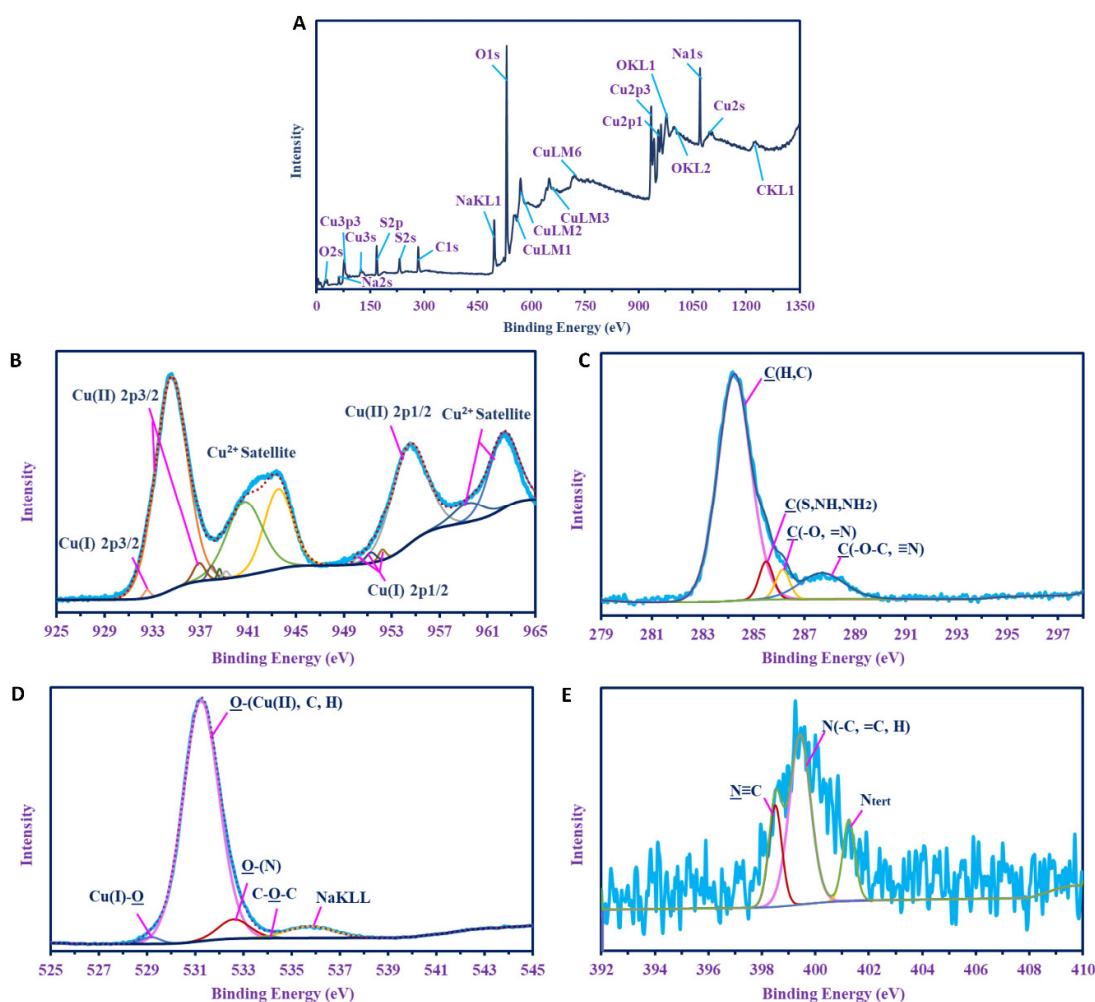 A
O1s
OKL1
Na1s
Cu2p3
Cu2s
Cu2p1
CuLM6
OKL2
NaKL1
CuLM3
CKL1
Cu3p3
S2p
Cu3s
S2s
C1s
CuLM2
O2s
CuLM1
Na2s
Intensity
0 150 300 450 600 750 900 1050 1200 1350
Binding Energy (eV)
B
Cu(II) 2p3/2
Cu(II) 2p1/2
Cu²⁺ Satellite
Cu²⁺ Satellite
Cu(I) 2p3/2
Cu(I) 2p1/2
Intensity
925 929 933 937 941 945 949 953 957 961 965
Binding Energy (eV)
C
C(H,C)
C(S,NH,NH2)
C(-O, =N)
C(-O-C, ≡N)
Intensity
279 281 283 285 287 289 291 293 295 297
Binding Energy (eV)
D
O-(Cu(II), C, H)
O-(N)
C-O-C
Cu(I)-O
NaKLL
Intensity
525 527 529 531 533 535 537 539 541 543 545
Binding Energy (eV)
E
N(-C, =C, H)
N≡C
Ntert
Intensity
392 394 396 398 400 402 404 406 408 410
Binding Energy (eV)